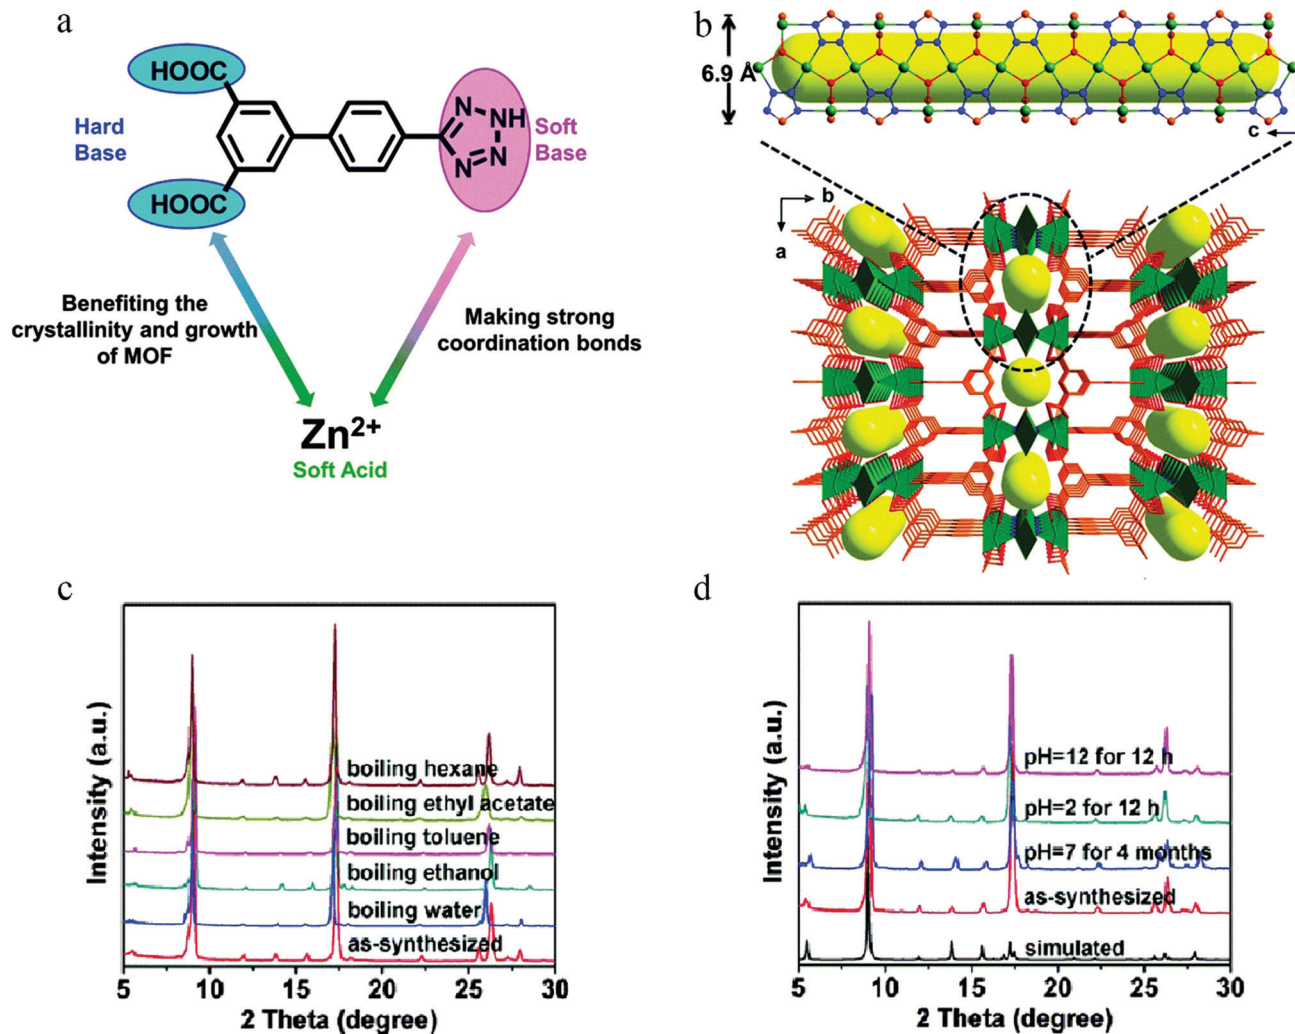 a
HOOC
HOOC
Hard
Base
N
NH
N
N
Soft
Base
Benefiting the
crystallinity and growth
of MOF
Making strong
coordination bonds
Zn²⁺
Soft Acid
b
6.9 Å
c
b
a
c
Intensity (a.u.)
boiling hexane
boiling ethyl acetate
boiling toluene
boiling ethanol
boiling water
as-synthesized
5 10 15 20 25 30
2 Theta (degree)
d
Intensity (a.u.)
pH=12 for 12 h
pH=2 for 12 h
pH=7 for 4 months
as-synthesized
simulated
5 10 15 20 25 30
2 Theta (degree)